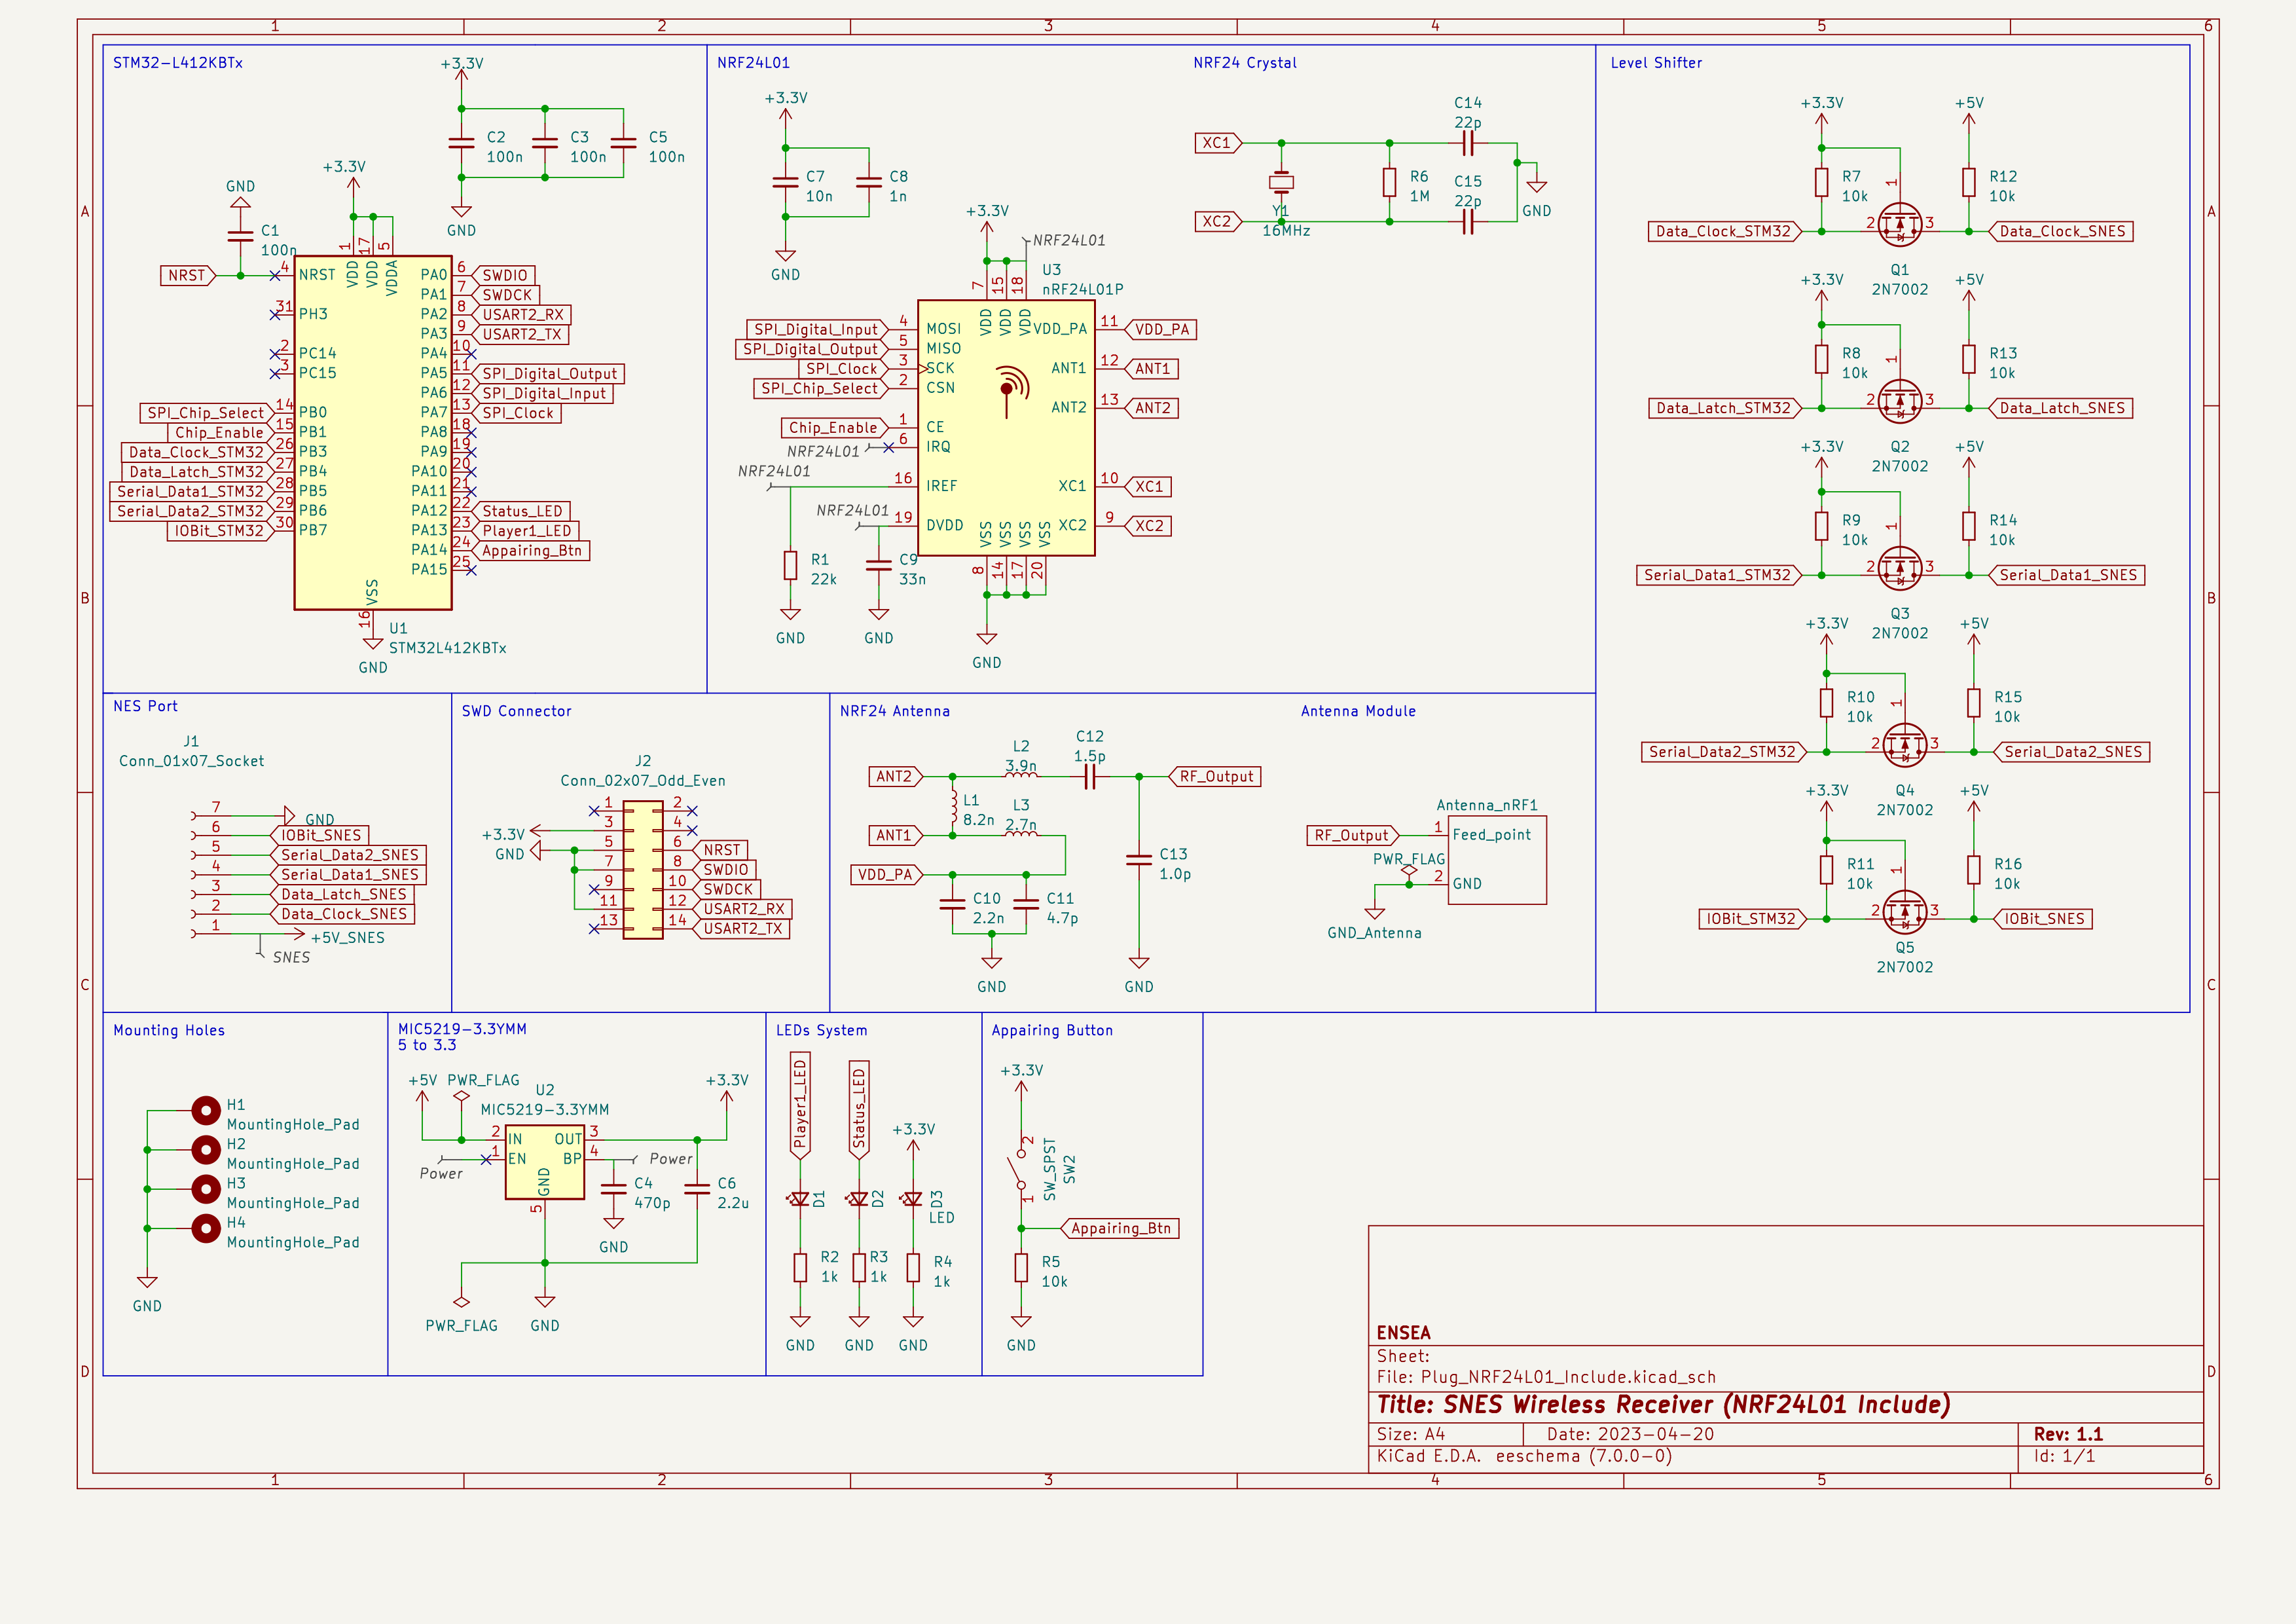 1 2 3 4 5 6
A
B
C
D
A
B
C
D
1 2 3 4 5 6
STM32-L412KBTx
+3.3V
C2
100n
C3
100n
C5
100n
GND
+3.3V
GND
C1
100n
NRST
4 NRST
31 PH3
2 PC14
3 PC15
SPI_Chip_Select 14 PB0
Chip_Enable 15 PB1
Data_Clock_STM32 26 PB3
Data_Latch_STM32 27 PB4
Serial_Data1_STM32 28 PB5
Serial_Data2_STM32 29 PB6
IOBit_STM32 30 PB7
1 VDD
17 VDD
5 VDDA
PA0 6 SWDIO
PA1 7 SWDCK
PA2 8 USART2_RX
PA3 9 USART2_TX
PA4 10
PA5 11 SPI_Digital_Output
PA6 12 SPI_Digital_Input
PA7 13 SPI_Clock
PA8 18
PA9 19
PA10 20
PA11 21
PA12 22 Status_LED
PA13 23 Player1_LED
PA14 24 Appairing_Btn
PA15 25
VSS 16
U1
STM32L412KBTx
GND
NRF24L01
+3.3V
C7
10n
C8
1n
GND
+3.3V
NRF24L01
U3
nRF24L01P
7 VDD
15 VDD
18 VDD
SPI_Digital_Input 4 MOSI
SPI_Digital_Output 5 MISO
SPI_Clock 3 SCK
SPI_Chip_Select 2 CSN
Chip_Enable 1 CE
NRF24L01 6 IRQ
NRF24L01 16 IREF
NRF24L01 19 DVDD
VDD_PA 11 VDD_PA
ANT1 12 ANT1
ANT2 13 ANT2
XC1 10 XC1
XC2 9 XC2
VSS 8
VSS 14
VSS 17
VSS 20
R1
22k
GND
C9
33n
GND
GND
NRF24 Crystal
XC1
XC2
Y1
16MHz
R6
1M
C14
22p
C15
22p
GND
Level Shifter
+3.3V +5V
R7
10k
1
R12
10k
Data_Clock_STM32 2 3 Data_Clock_SNES
Q1
2N7002
+3.3V +5V
R8
10k
1
R13
10k
Data_Latch_STM32 2 3 Data_Latch_SNES
Q2
2N7002
+3.3V +5V
R9
10k
1
R14
10k
Serial_Data1_STM32 2 3 Serial_Data1_SNES
Q3
2N7002
+3.3V +5V
R10
10k
1
R15
10k
Serial_Data2_STM32 2 3 Serial_Data2_SNES
Q4
2N7002
+3.3V +5V
R11
10k
1
R16
10k
IOBit_STM32 2 3 IOBit_SNES
Q5
2N7002
NES Port
J1
Conn_01x07_Socket
7 GND
6 IOBit_SNES
5 Serial_Data2_SNES
4 Serial_Data1_SNES
3 Data_Latch_SNES
2 Data_Clock_SNES
1 +5V_SNES
SNES
SWD Connector
J2
Conn_02x07_Odd_Even
1 2
+3.3V 3 4
GND 5 6 NRST
7 8 SWDIO
9 10 SWDCK
11 12 USART2_RX
13 14 USART2_TX
NRF24 Antenna
ANT2
L2
3.9n
C12
1.5p
RF_Output
L1
8.2n
ANT1
L3
2.7n
VDD_PA
C10
2.2n
C11
4.7p
GND
C13
1.0p
GND
Antenna Module
Antenna_nRF1
RF_Output 1 Feed_point
PWR_FLAG
2 GND
GND_Antenna
Mounting Holes
H1
MountingHole_Pad
H2
MountingHole_Pad
H3
MountingHole_Pad
H4
MountingHole_Pad
GND
MIC5219-3.3YMM
5 to 3.3
+5V PWR_FLAG
U2
MIC5219-3.3YMM
+3.3V
2 IN OUT 3
1 EN BP 4
GND 5
Power
Power
C4
470p
GND
C6
2.2u
PWR_FLAG
GND
LEDs System
Player1_LED
Status_LED
+3.3V
D1
D2
D3
LED
R2
1k
R3
1k
R4
1k
GND
GND
GND
Appairing Button
+3.3V
2
SW_SPST
SW2
1
Appairing_Btn
R5
10k
GND
ENSEA
Sheet:
File: Plug_NRF24L01_Include.kicad_sch
Title: SNES Wireless Receiver (NRF24L01 Include)
Size: A4 Date: 2023-04-20 Rev: 1.1
KiCad E.D.A. eeschema (7.0.0-0) Id: 1/1